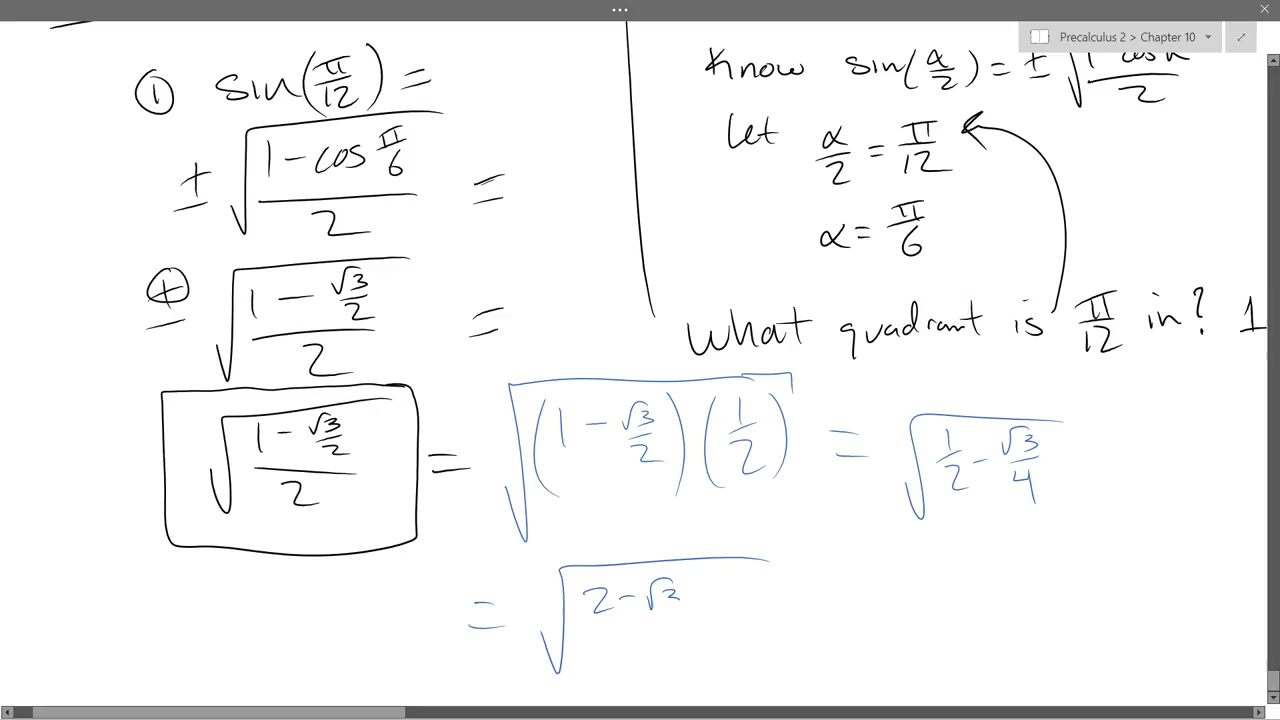 Precalculus 2 > Chapter 10
① sin(π/12) =
± √((1 - cos π/6)/2) =
⊕ √((1 - √3/2)/2) =
√((1 - √3/2)/2) = √((1 - √3/2)(1/2)) = √(1/2 - √3/4)
= √(2 - √3
Know sin(α/2) = ± √((1 - cos α)/2)
let α/2 = π/12
α = π/6
What quadrant is π/12 in? 1